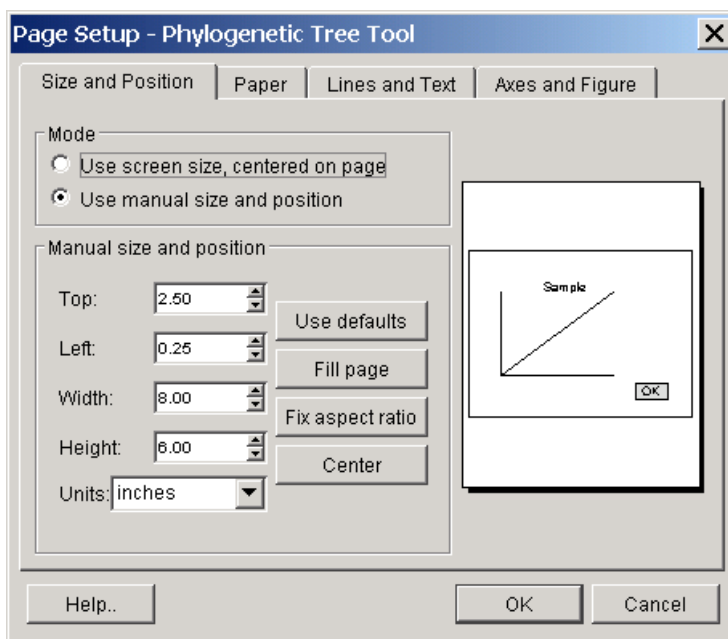 Page Setup - Phylogenetic Tree Tool
Size and Position Paper Lines and Text Axes and Figure
Mode
Use screen size, centered on page
Use manual size and position
Manual size and position
Top: 2.50
Left: 0.25
Width: 8.00
Height: 6.00
Units: inches
Use defaults
Fill page
Fix aspect ratio
Center
Sample
OK
Help..
OK
Cancel